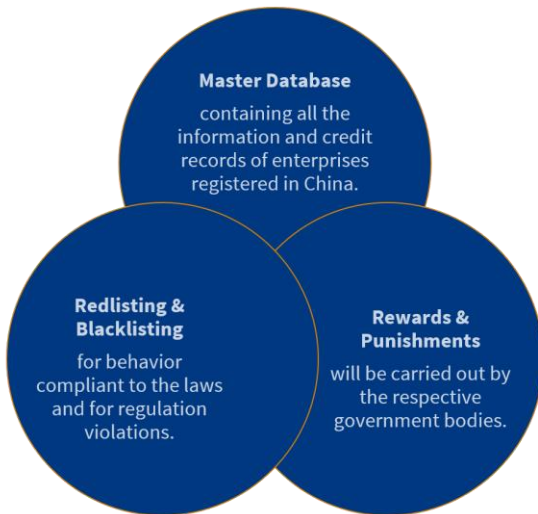 Master Database
containing all the
information and credit
records of enterprises
registered in China.
Redlisting &
Blacklisting
for behavior
compliant to the laws
and for regulation
violations.
Rewards &
Punishments
will be carried out by
the respective
government bodies.